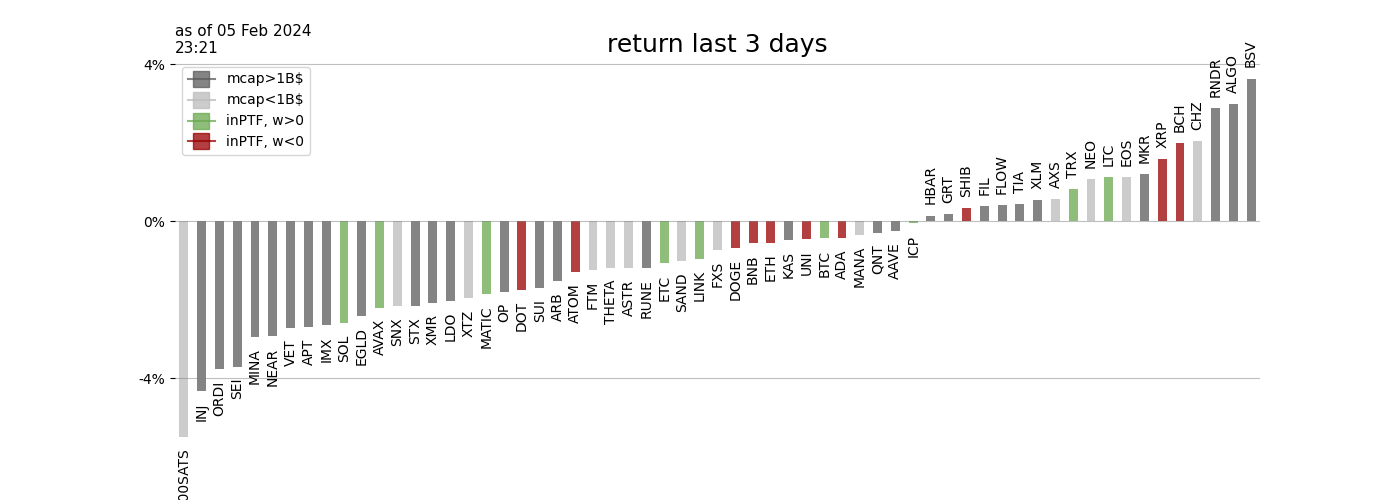 as of 05 Feb 2024
23:21
return last 3 days
4%
0%
-4%
mcap>1B$
mcap<1B$
inPTF, w>0
inPTF, w<0
00SATS
INJ
ORDI
SEI
MINA
NEAR
VET
APT
IMX
SOL
EGLD
AVAX
SNX
STX
XMR
LDO
XTZ
MATIC
OP
DOT
SUI
ARB
ATOM
FTM
THETA
ASTR
RUNE
ETC
SAND
LINK
FXS
DOGE
BNB
ETH
KAS
UNI
BTC
ADA
MANA
QNT
AAVE
ICP
HBAR
GRT
SHIB
FIL
FLOW
TIA
XLM
AXS
TRX
NEO
LTC
EOS
MKR
XRP
BCH
CHZ
RNDR
ALGO
BSV